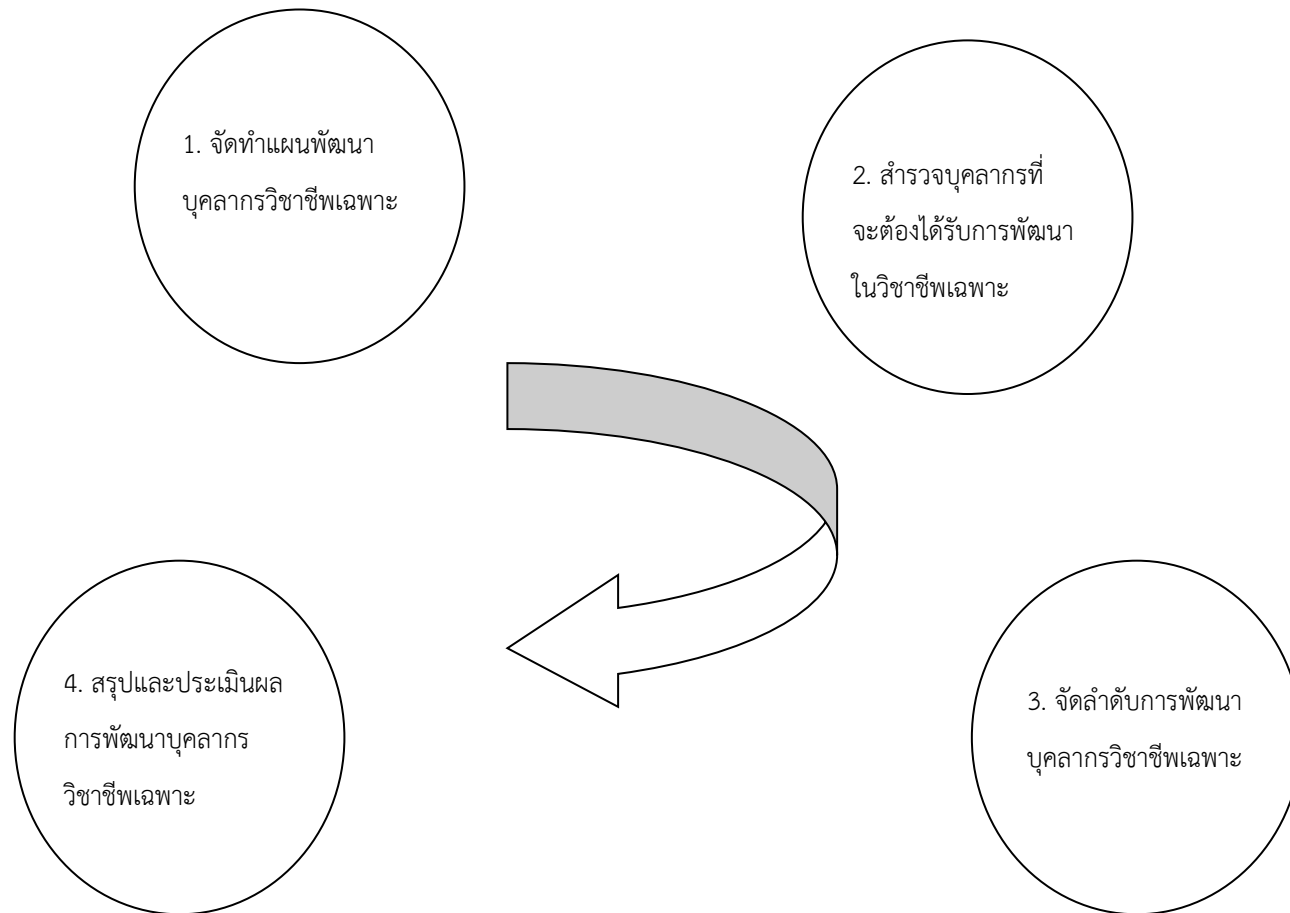 1. จัดทำแผนพัฒนา
บุคลากรวิชาชีพเฉพาะ
2. สำรวจบุคลากรที่
จะต้องได้รับการพัฒนา
ในวิชาชีพเฉพาะ
3. จัดลำดับการพัฒนา
บุคลากรวิชาชีพเฉพาะ
4. สรุปและประเมินผล
การพัฒนาบุคลากร
วิชาชีพเฉพาะ